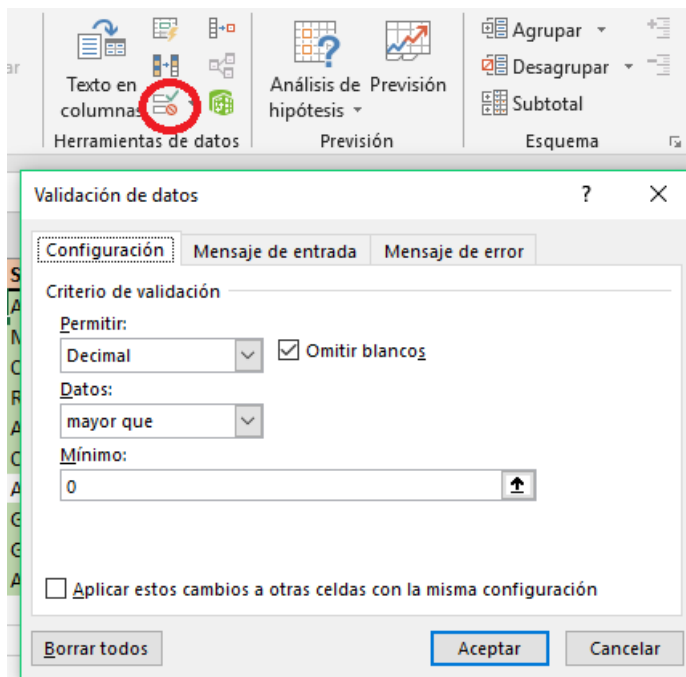 Agrupar
Texto en
columnas
Análisis de
hipótesis
Previsión
Desagrupar
Subtotal
Herramientas de datos
Previsión
Esquema
Validación de datos
?
Configuración
Mensaje de entrada
Mensaje de error
Criterio de validación
Permitir:
Decimal
Omitir blancos
Datos:
mayor que
Mínimo:
0
Aplicar estos cambios a otras celdas con la misma configuración
Borrar todos
Aceptar
Cancelar
S
A
N
C
R
A
C
A
G
G
A